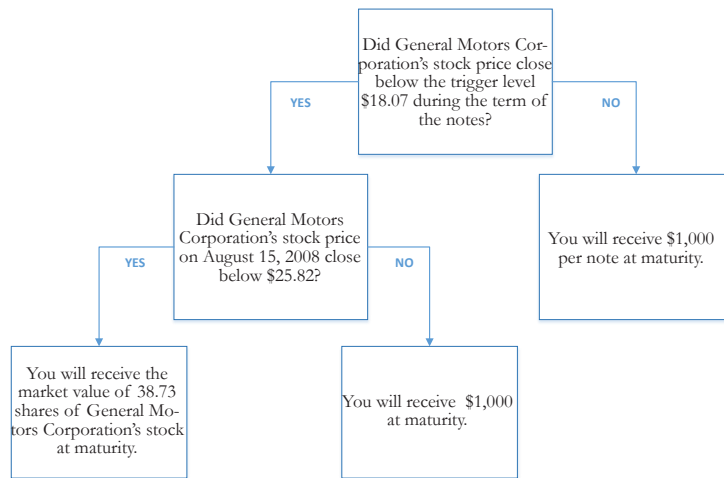 Did General Motors Cor-
poration's stock price close
below the trigger level
$18.07 during the term of
the notes?
YES
NO
Did General Motors
Corporation's stock price
on August 15, 2008 close
below $25.82?
You will receive $1,000
per note at maturity.
YES
NO
You will receive the
market value of 38.73
shares of General Mo-
tors Corporation's stock
at maturity.
You will receive $1,000
at maturity.